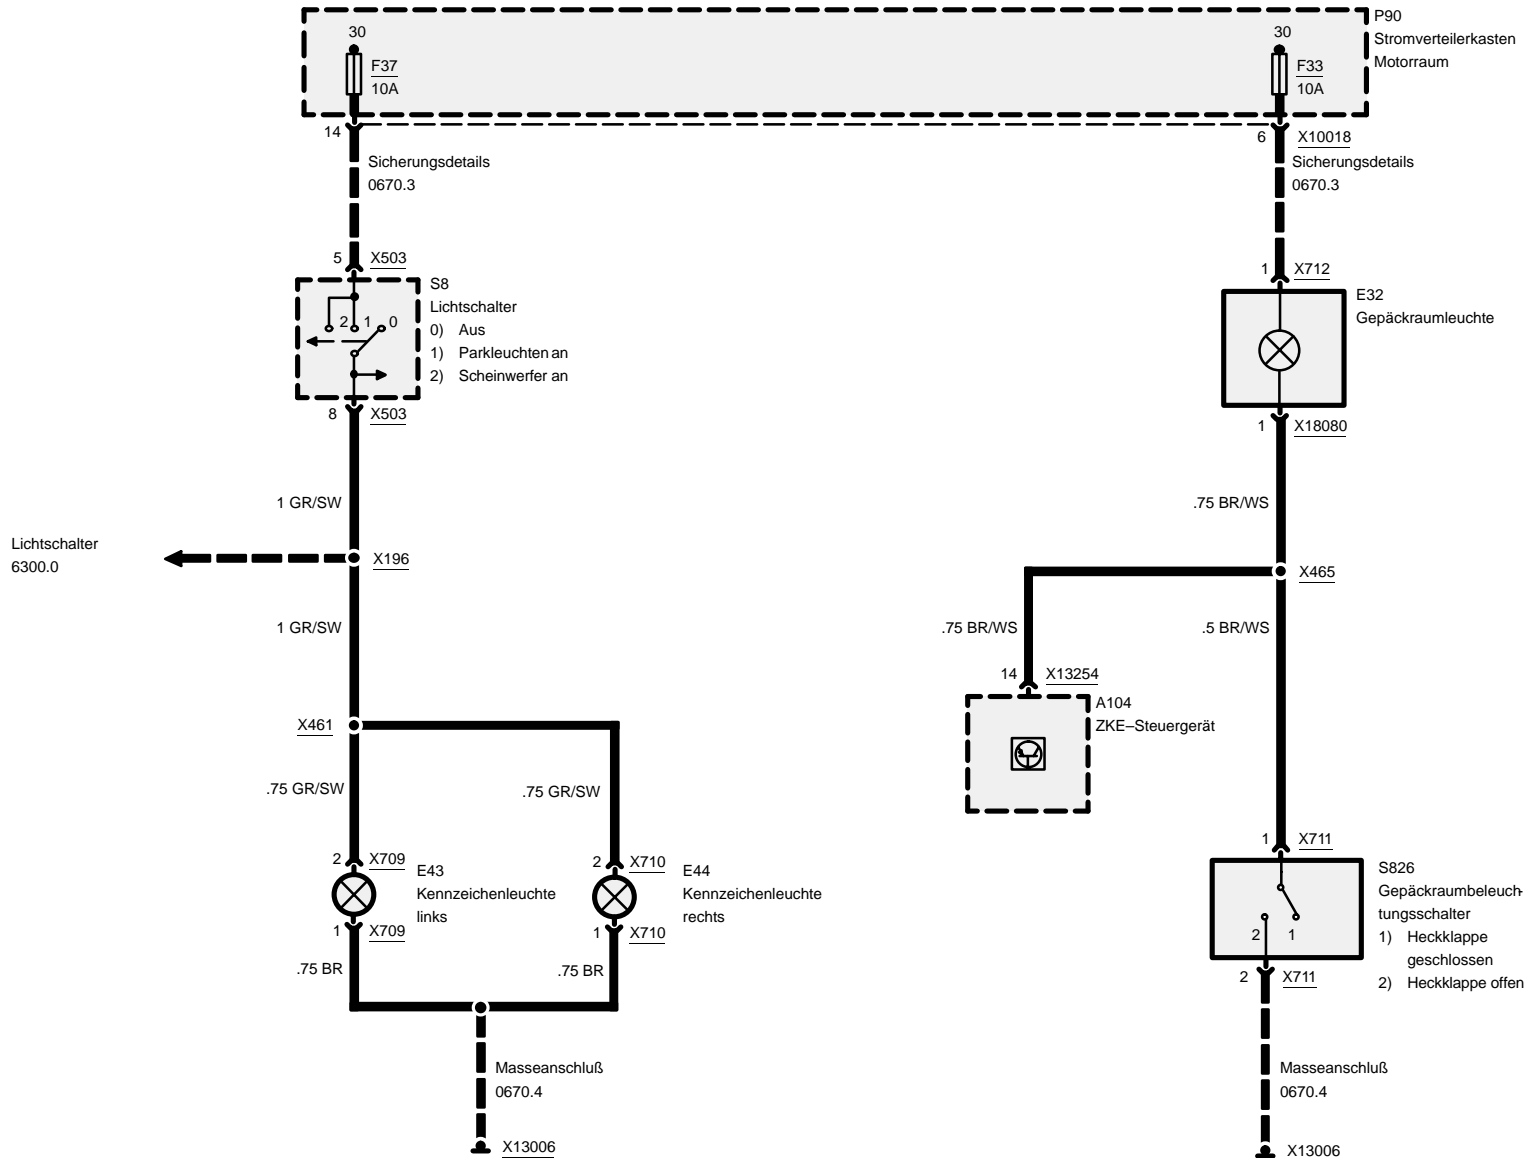 P90
Stromverteilerkasten
Motorraum
30
F37
10A
30
F33
10A
14
6
X10018
Sicherungsdetails
0670.3
Sicherungsdetails
0670.3
5
X503
S8
Lichtschalter
0) Aus
1) Parkleuchten an
2) Scheinwerfer an
2
1
0
8
X503
1
X712
E32
Gepäckraumleuchte
1
X18080
1 GR/SW
.75 BR/WS
Lichtschalter
6300.0
X196
X465
1 GR/SW
.75 BR/WS
.5 BR/WS
14
X13254
A104
ZKE–Steuergerät
X461
.75 GR/SW
.75 GR/SW
2
X709
E43
Kennzeichenleuchte
links
1
X709
2
X710
E44
Kennzeichenleuchte
rechts
1
X710
1
X711
S826
Gepäckraumbeleuch-
tungsschalter
1) Heckklappe
geschlossen
2) Heckklappe offen
2
1
2
X711
.75 BR
.75 BR
Masseanschluß
0670.4
X13006
Masseanschluß
0670.4
X13006